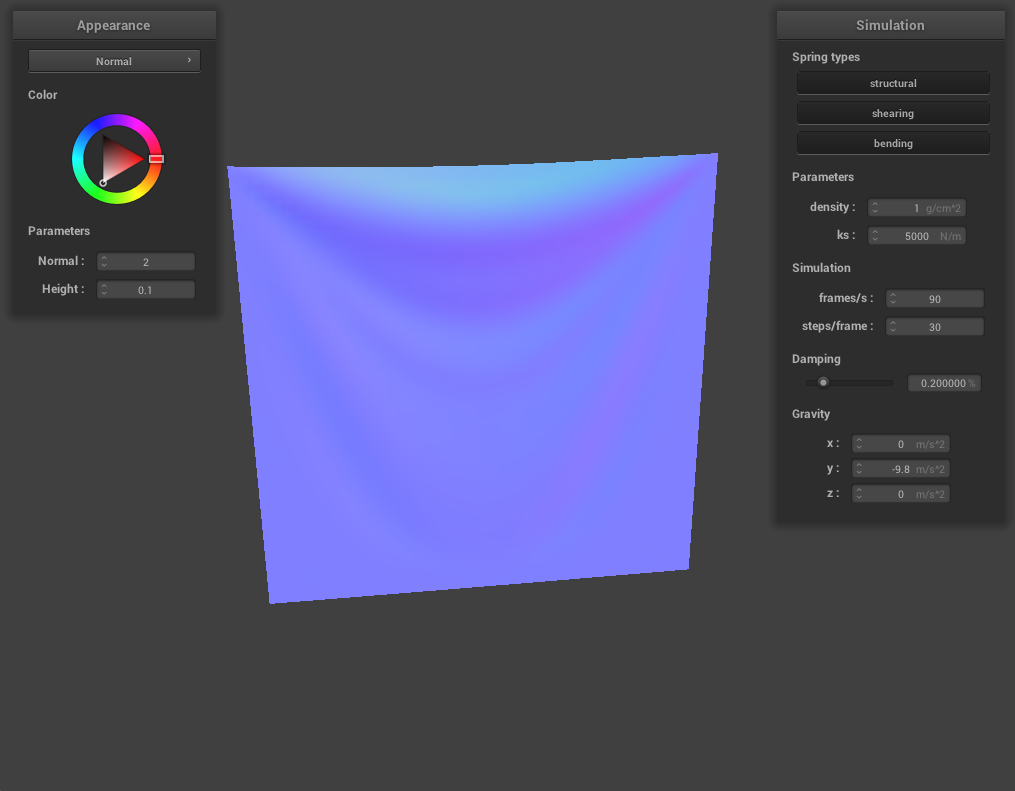 Appearance
Normal ›
Color
Parameters
Normal : 2
Height : 0.1
Simulation
Spring types
structural
shearing
bending
Parameters
density : 1 g/cm^2
ks : 5000 N/m
Simulation
frames/s : 90
steps/frame : 30
Damping
0.200000 %
Gravity
x : 0 m/s^2
y : -9.8 m/s^2
z : 0 m/s^2